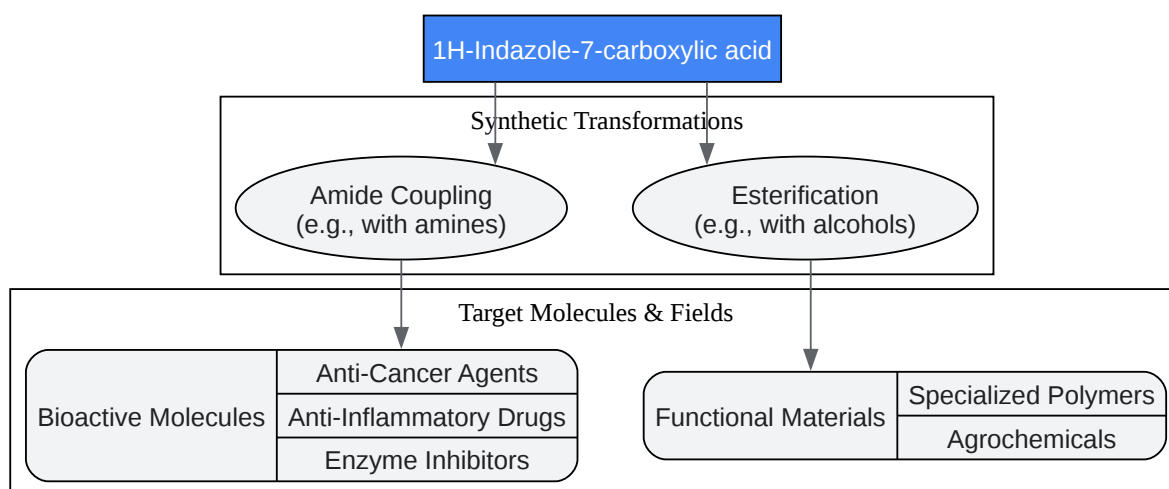 1H-Indazole-7-carboxylic acid
Synthetic Transformations
Amide Coupling
(e.g., with amines)
Esterification
(e.g., with alcohols)
Target Molecules & Fields
Bioactive Molecules
Anti-Cancer Agents
Anti-Inflammatory Drugs
Enzyme Inhibitors
Functional Materials
Specialized Polymers
Agrochemicals